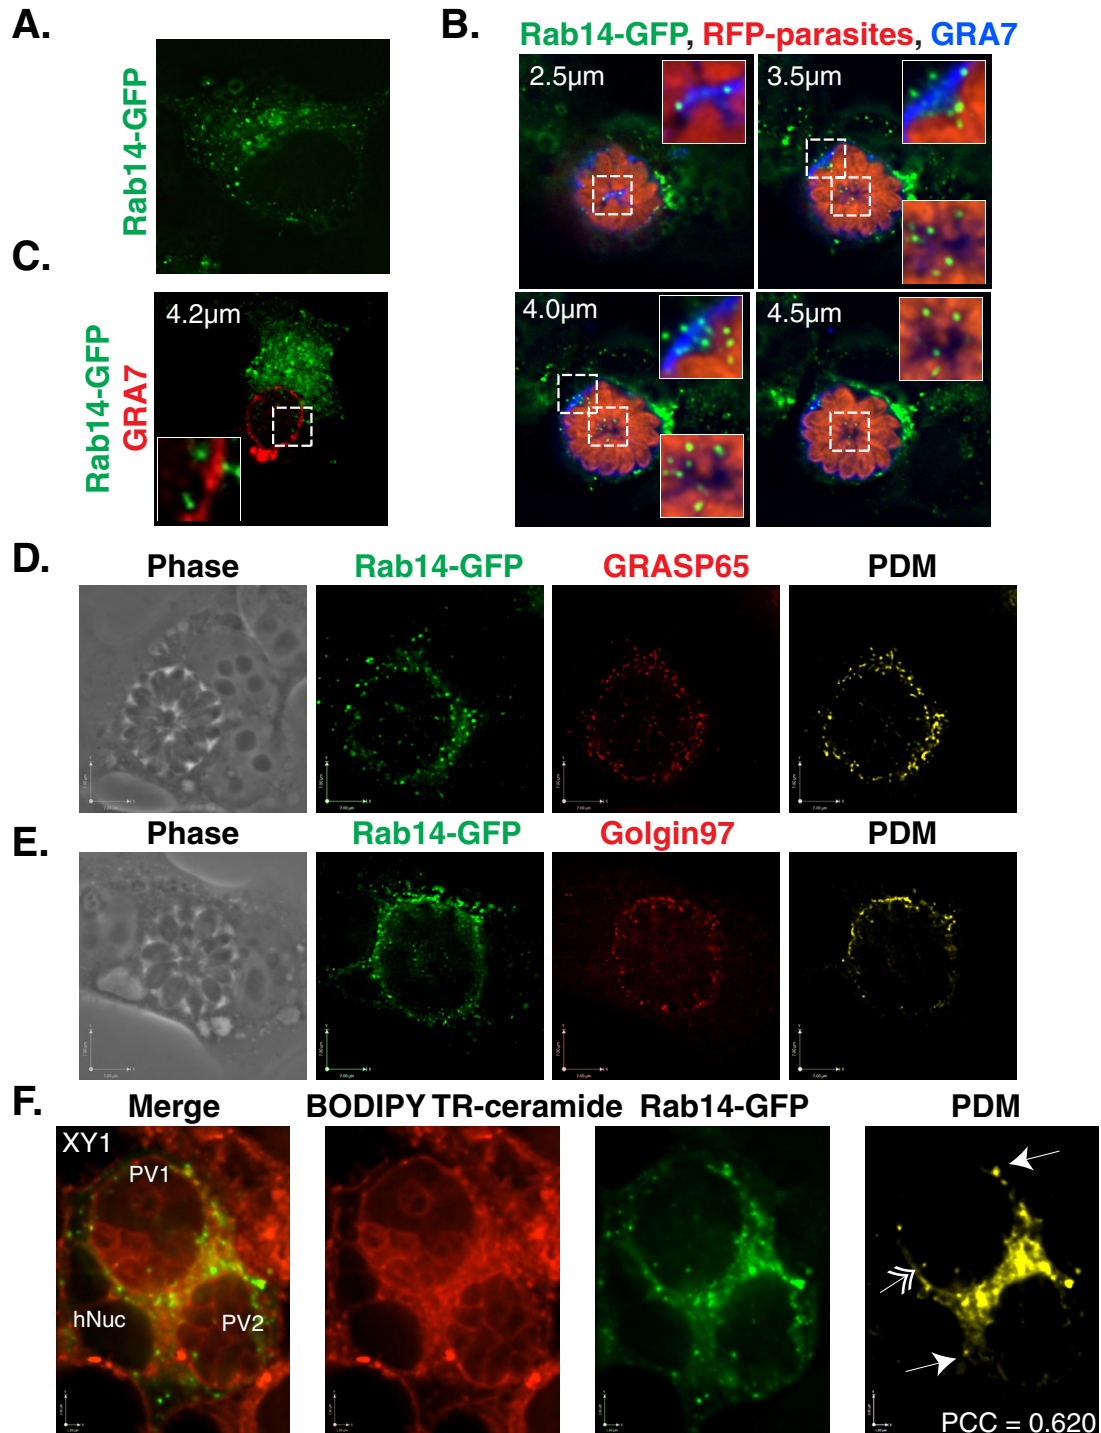 A.
Rab14-GFP
B.
Rab14-GFP, RFP-parasites, GRA7
2.5µm
3.5µm
4.0µm
4.5µm
C.
Rab14-GFP
GRA7
4.2µm
D.
Phase
Rab14-GFP
GRASP65
PDM
E.
Phase
Rab14-GFP
Golgin97
PDM
F.
Merge
BODIPY TR-ceramide
Rab14-GFP
PDM
XY1
PV1
hNuc
PV2
PCC = 0.620